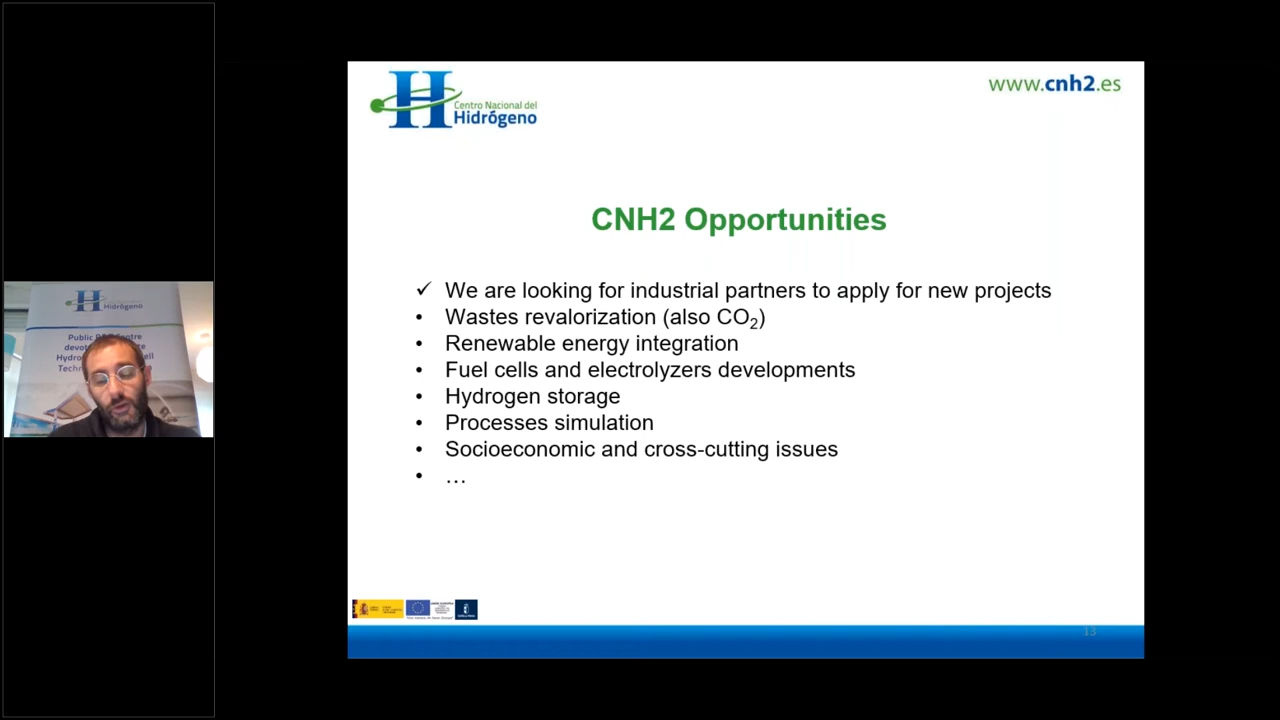 Centro Nacional del
Hidrógeno
www.cnh2.es
CNH2 Opportunities
✓ We are looking for industrial partners to apply for new projects
• Wastes revalorization (also CO₂)
• Renewable energy integration
• Fuel cells and electrolyzers developments
• Hydrogen storage
• Processes simulation
• Socioeconomic and cross-cutting issues
• …
13
Hidrógeno
Public